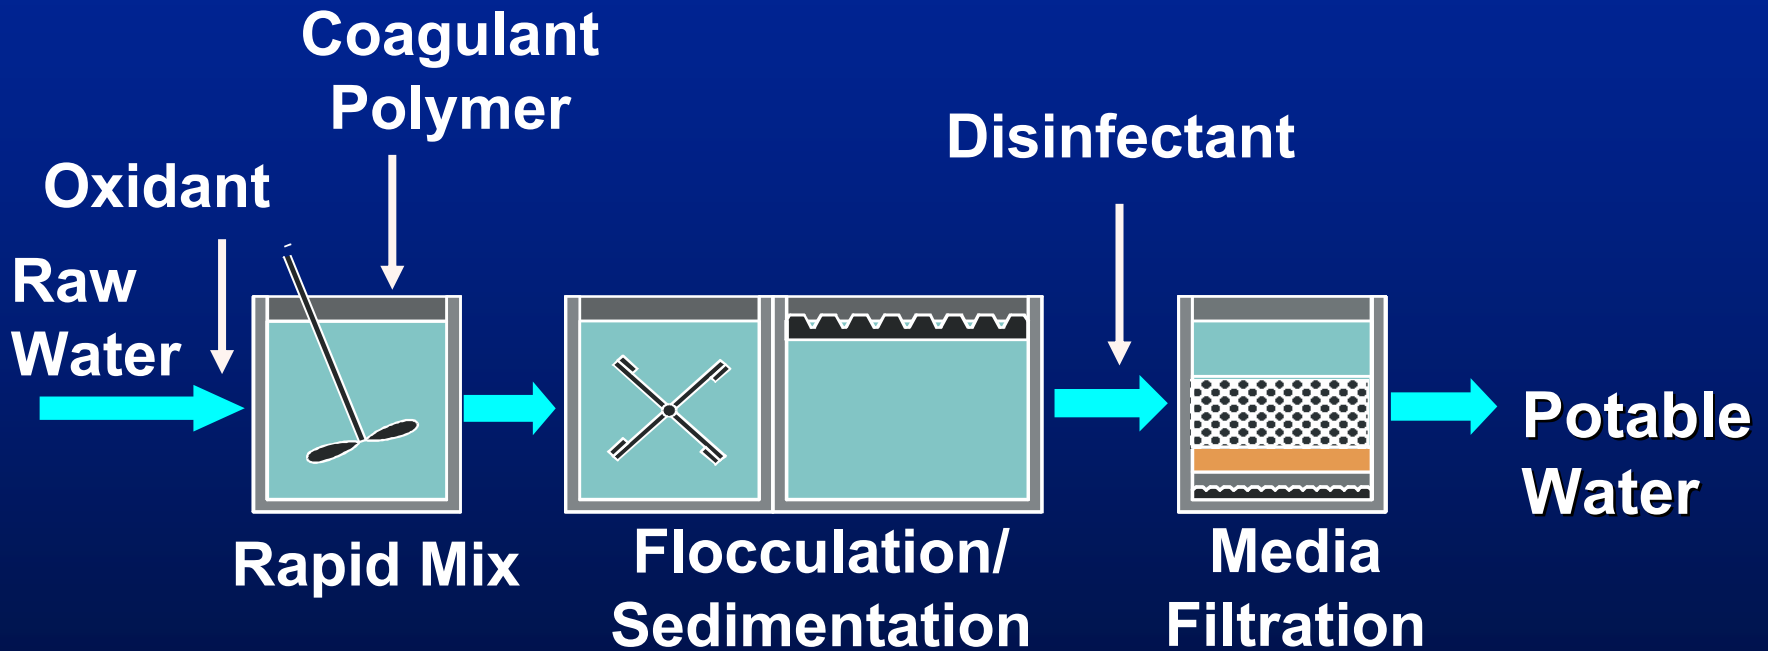 Coagulant
Polymer
Oxidant
Disinfectant
Raw
Water
Potable
Water
Rapid Mix
Flocculation/
Sedimentation
Media
Filtration